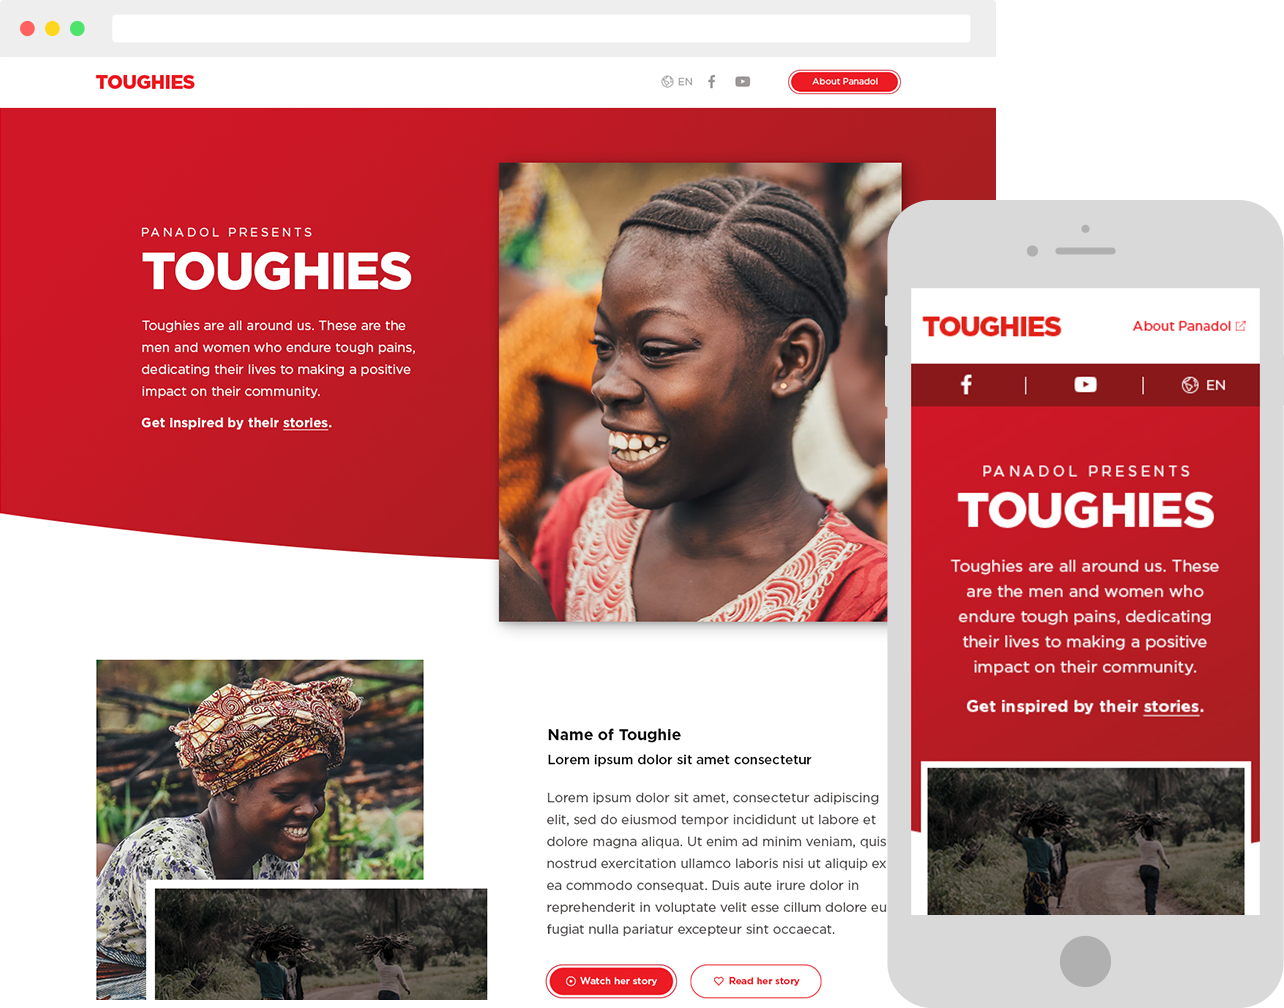 TOUGHIES
EN
About Panadol
PANADOL PRESENTS
TOUGHIES
Toughies are all around us. These are the
men and women who endure tough pains,
dedicating their lives to making a positive
impact on their community.
Get inspired by their stories.
Name of Toughie
Lorem ipsum dolor sit amet consectetur
Lorem ipsum dolor sit amet, consectetur adipiscing
elit, sed do eiusmod tempor incididunt ut labore et
dolore magna aliqua. Ut enim ad minim veniam, quis
nostrud exercitation ullamco laboris nisi ut aliquip ex
ea commodo consequat. Duis aute irure dolor in
reprehenderit in voluptate velit esse cillum dolore eu
fugiat nulla pariatur excepteur sint occaecat.
Watch her story
Read her story
TOUGHIES
About Panadol
EN
PANADOL PRESENTS
TOUGHIES
Toughies are all around us. These
are the men and women who
endure tough pains, dedicating
their lives to making a positive
impact on their community.
Get inspired by their stories.